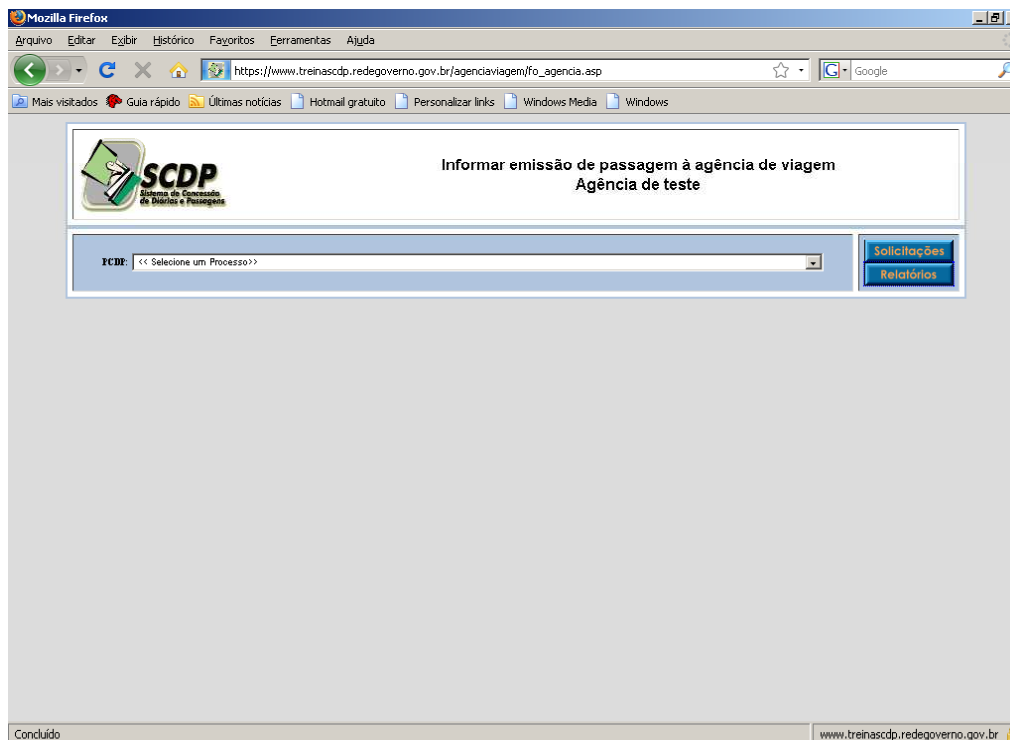 Mozilla Firefox
Arquivo Editar Exibir Histórico Favoritos Ferramentas Ajuda
https://www.treinascdp.redegoverno.gov.br/agenciaviagem/fo_agencia.asp
G Google
Mais visitados Guia rápido Últimas notícias Hotmail gratuito Personalizar links Windows Media Windows
SCDP
Sistema de Concessão
de Diárias e Passagens
Informar emissão de passagem à agência de viagem
Agência de teste
PCDP: << Selecione um Processo>>
Solicitações
Relatórios
Concluído www.treinascdp.redegoverno.gov.br